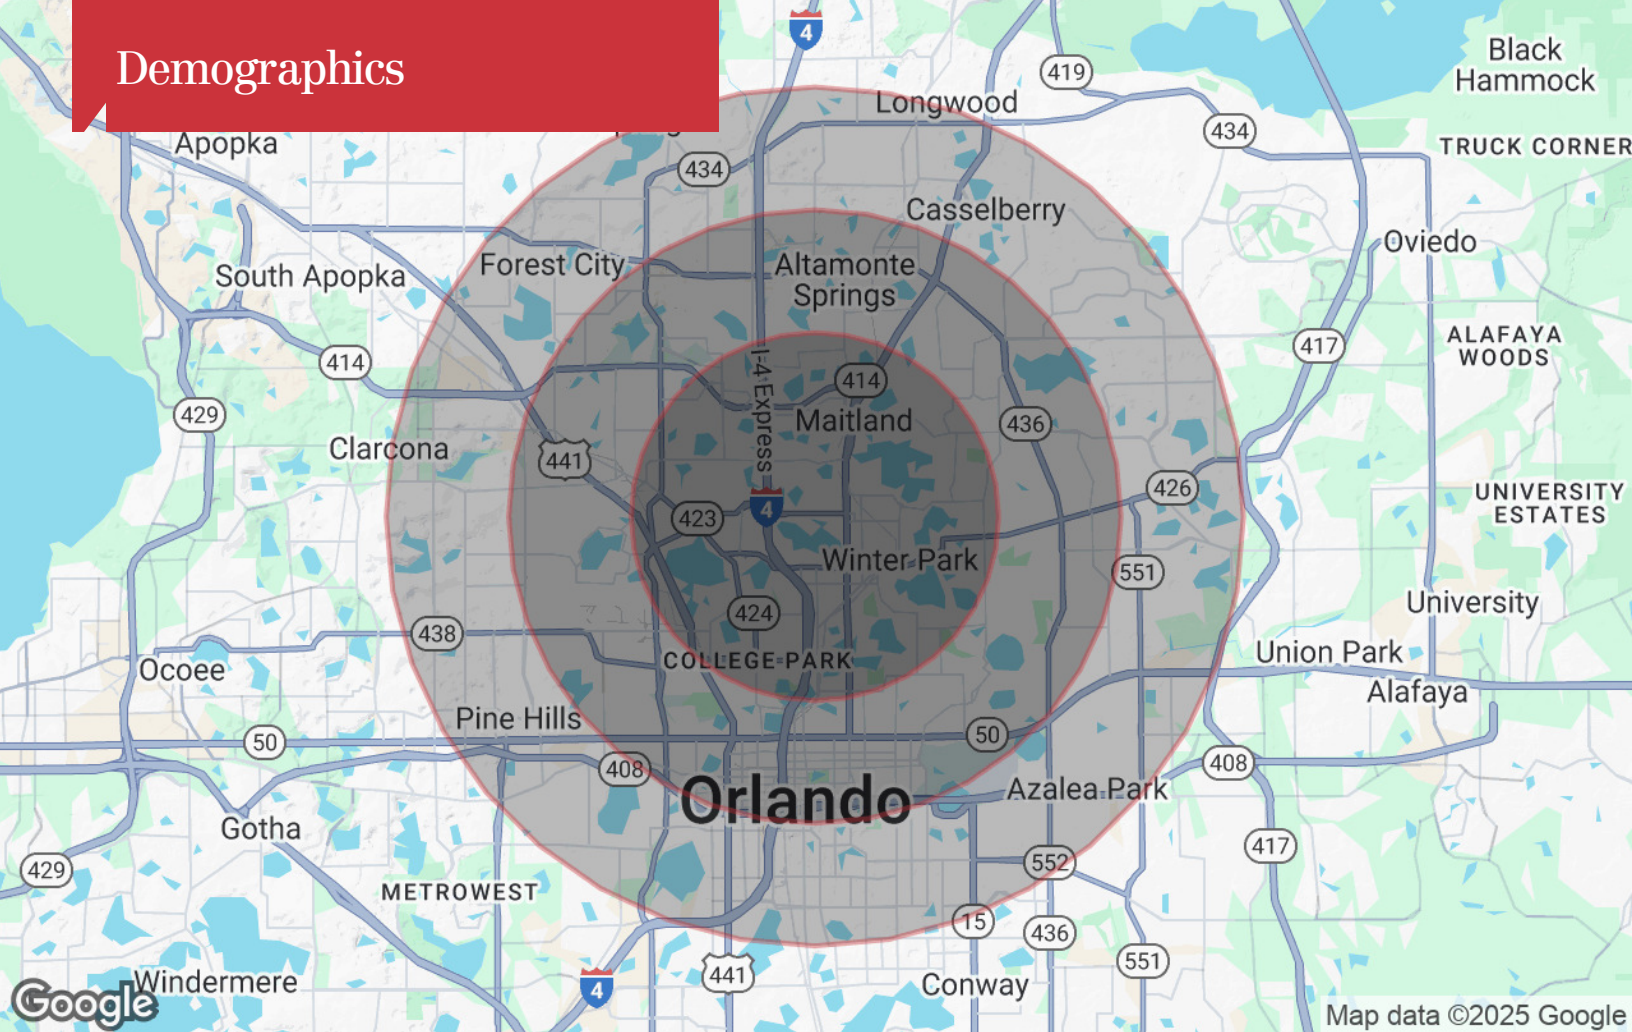 Demographics
4
419
Black
Hammock
Longwood
434
TRUCK CORNER
Apopka
434
Casselberry
Oviedo
Forest City
Altamonte
Springs
South Apopka
417
ALAFAYA
WOODS
414
I-4 Express
414
429
Maitland
436
Clarcona
441
426
UNIVERSITY
ESTATES
423
4
Winter Park
551
424
University
438
COLLEGE PARK
Union Park
Ocoee
Alafaya
Pine Hills
50
50
408
408
Orlando
Azalea Park
Gotha
417
429
552
METROWEST
15
436
551
441
4
Conway
Windermere
Google
Map data ©2025 Google